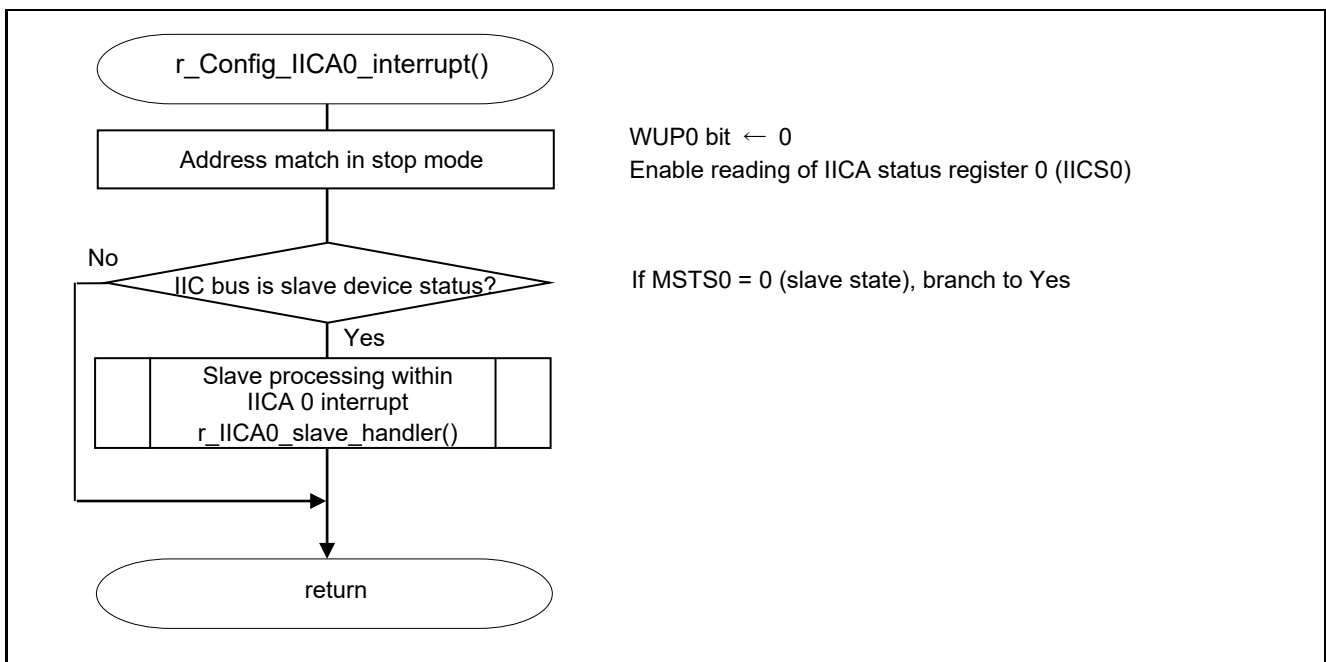 r_Config_IICA0_interrupt()
Address match in stop mode
WUP0 bit ← 0
Enable reading of IICA status register 0 (IICS0)
No
IIC bus is slave device status?
If MSTS0 = 0 (slave state), branch to Yes
Yes
Slave processing within
IICA 0 interrupt
r_IICA0_slave_handler()
return